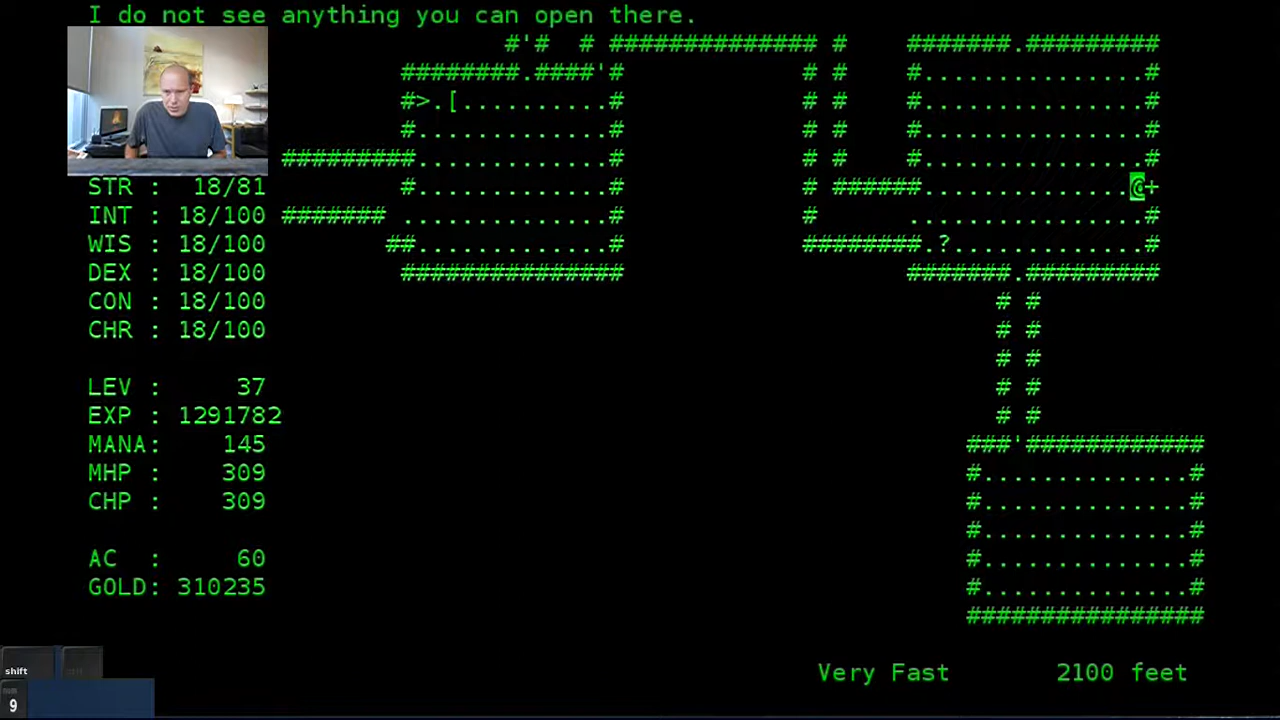 I do not see anything you can open there.
#'# # ############## # #######.#########
########.####'# # # #...............#
#>.[..........# # # #...............#
#.............# # # #...............#
#########.............# # # #...............#
STR : 18/81 #.............# # ######..............@+
INT : 18/100 ####### ..............# # ................#
WIS : 18/100 ##.............# ########.?..............#
DEX : 18/100 ############### #######.#########
CON : 18/100 # #
CHR : 18/100 # #
# #
LEV : 37 # #
EXP : 1291782 # #
MANA: 145 ###'############
MHP : 309 #..............#
CHP : 309 #..............#
#..............#
AC : 60 #..............#
GOLD: 310235 #..............#
################
shift
Very Fast 2100 feet
num
9